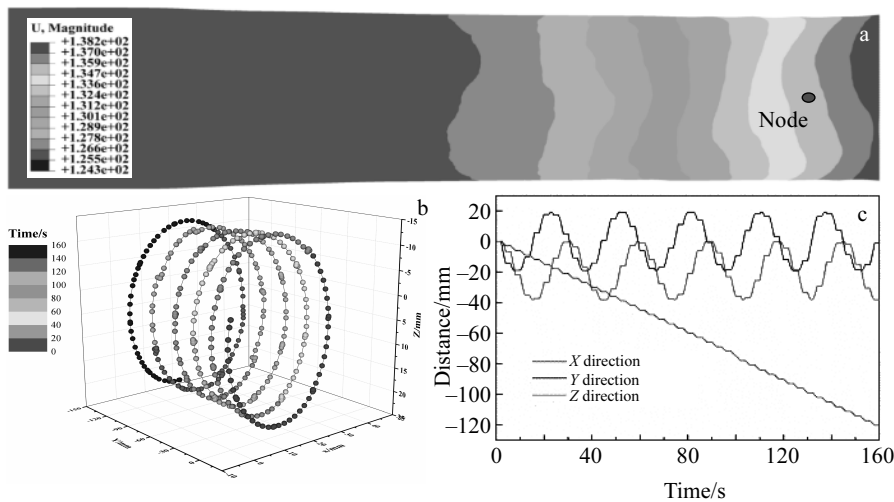 a
U, Magnitude
+1.382e+02
+1.370e+02
+1.359e+02
+1.347e+02
+1.336e+02
+1.324e+02
+1.312e+02
+1.301e+02
+1.289e+02
+1.278e+02
+1.266e+02
+1.255e+02
+1.243e+02
Node
b
Time/s
160
140
120
100
80
60
40
20
0
-15
-10
-5
0
5
10
15
20
Z/mm
c
Distance/mm
20
0
−20
−40
−60
−80
−100
−120
X direction
Y direction
Z direction
0
40
80
120
160
Time/s